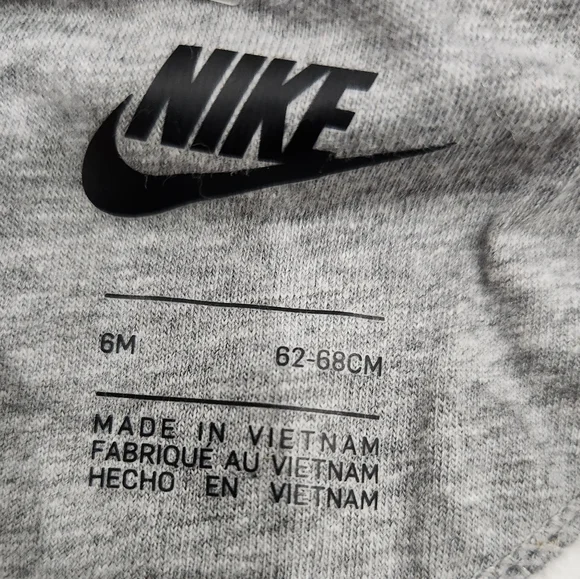 NIKE
6M 62-68CM
MADE IN VIETNAM
FABRIQUE AU VIETNAM
HECHO EN VIETNAM